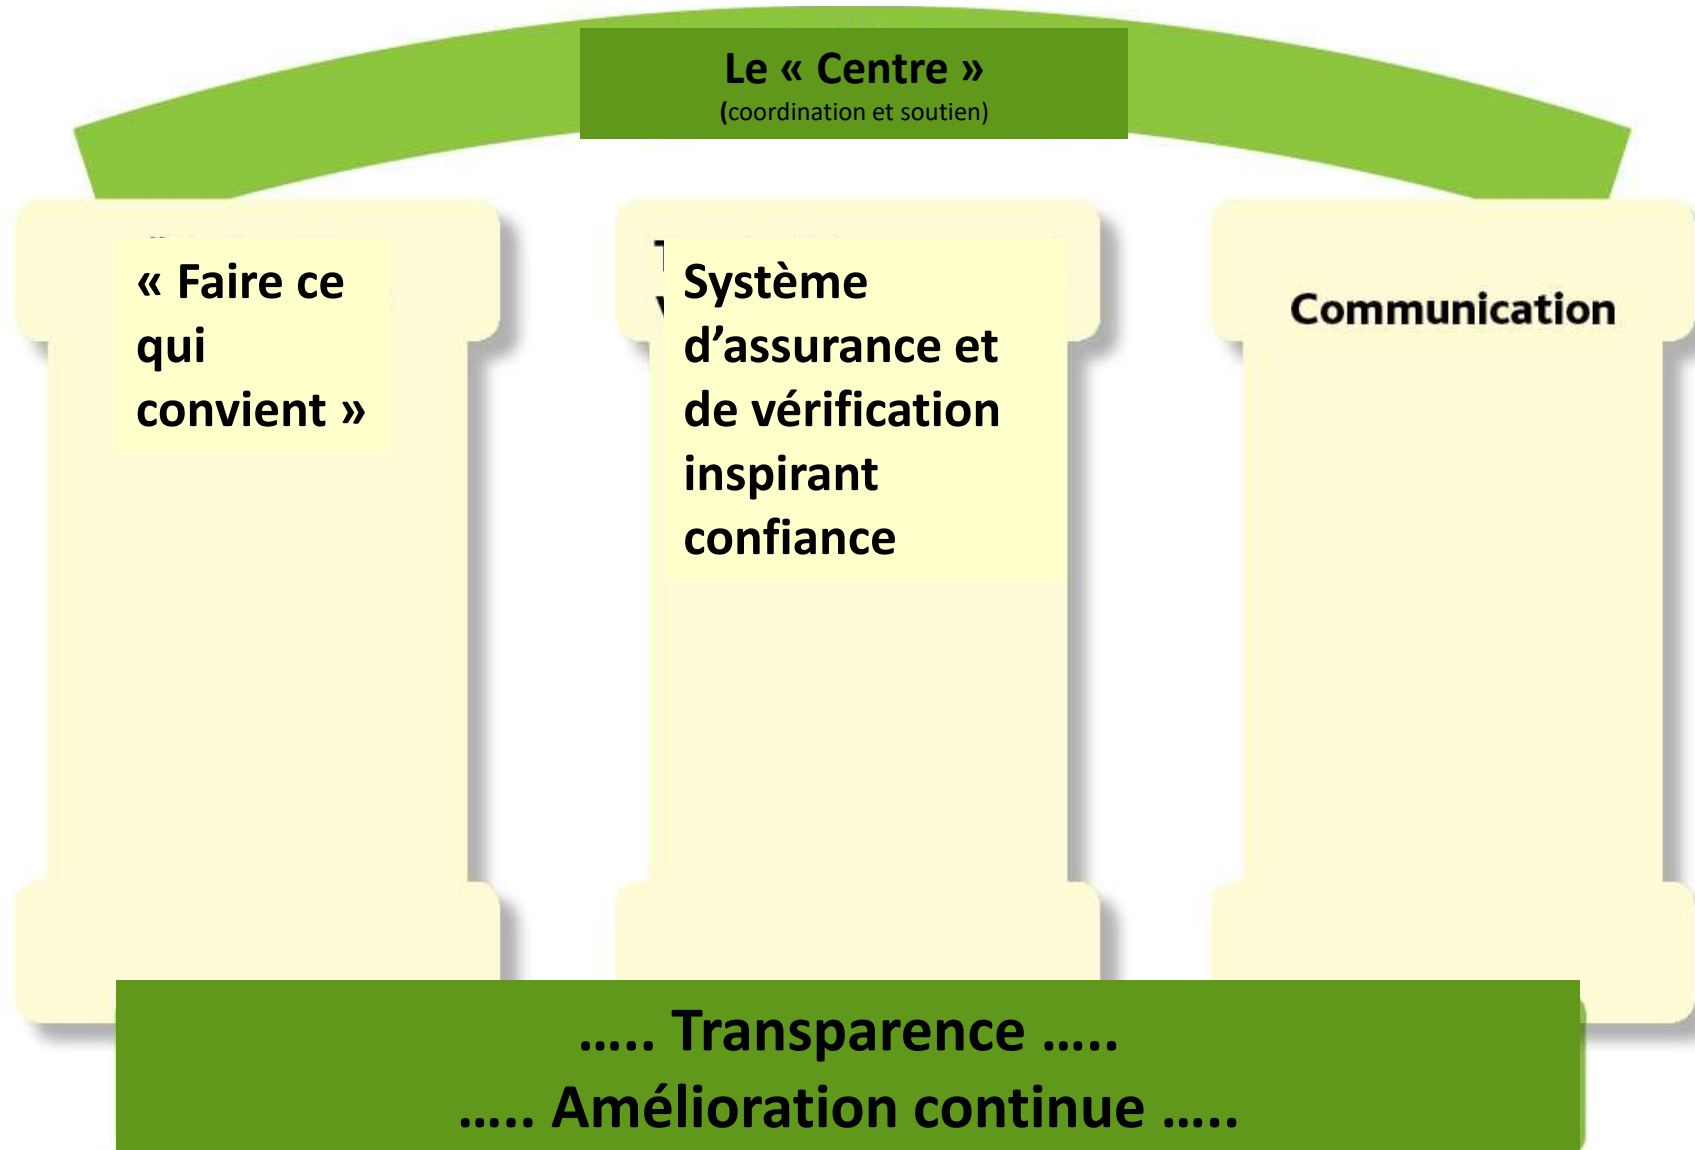 Le « Centre »
(coordination et soutien)
« Faire ce
qui
convient »
Système
d’assurance et
de vérification
inspirant
confiance
Communication
..... Transparence .....
..... Amélioration continue .....